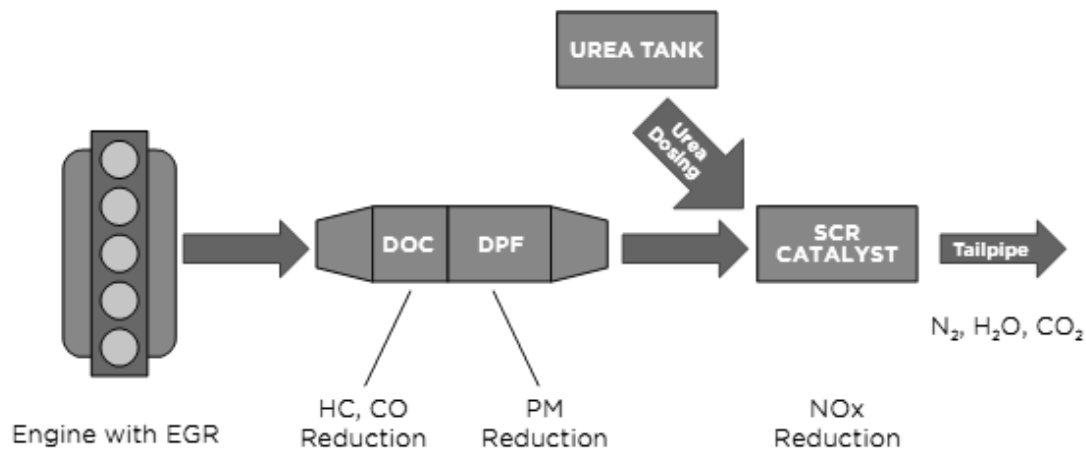 UREA TANK
Urea
Dosing
DOC
DPF
SCR
CATALYST
Tailpipe
N₂, H₂O, CO₂
Engine with EGR
HC, CO
Reduction
PM
Reduction
NOx
Reduction